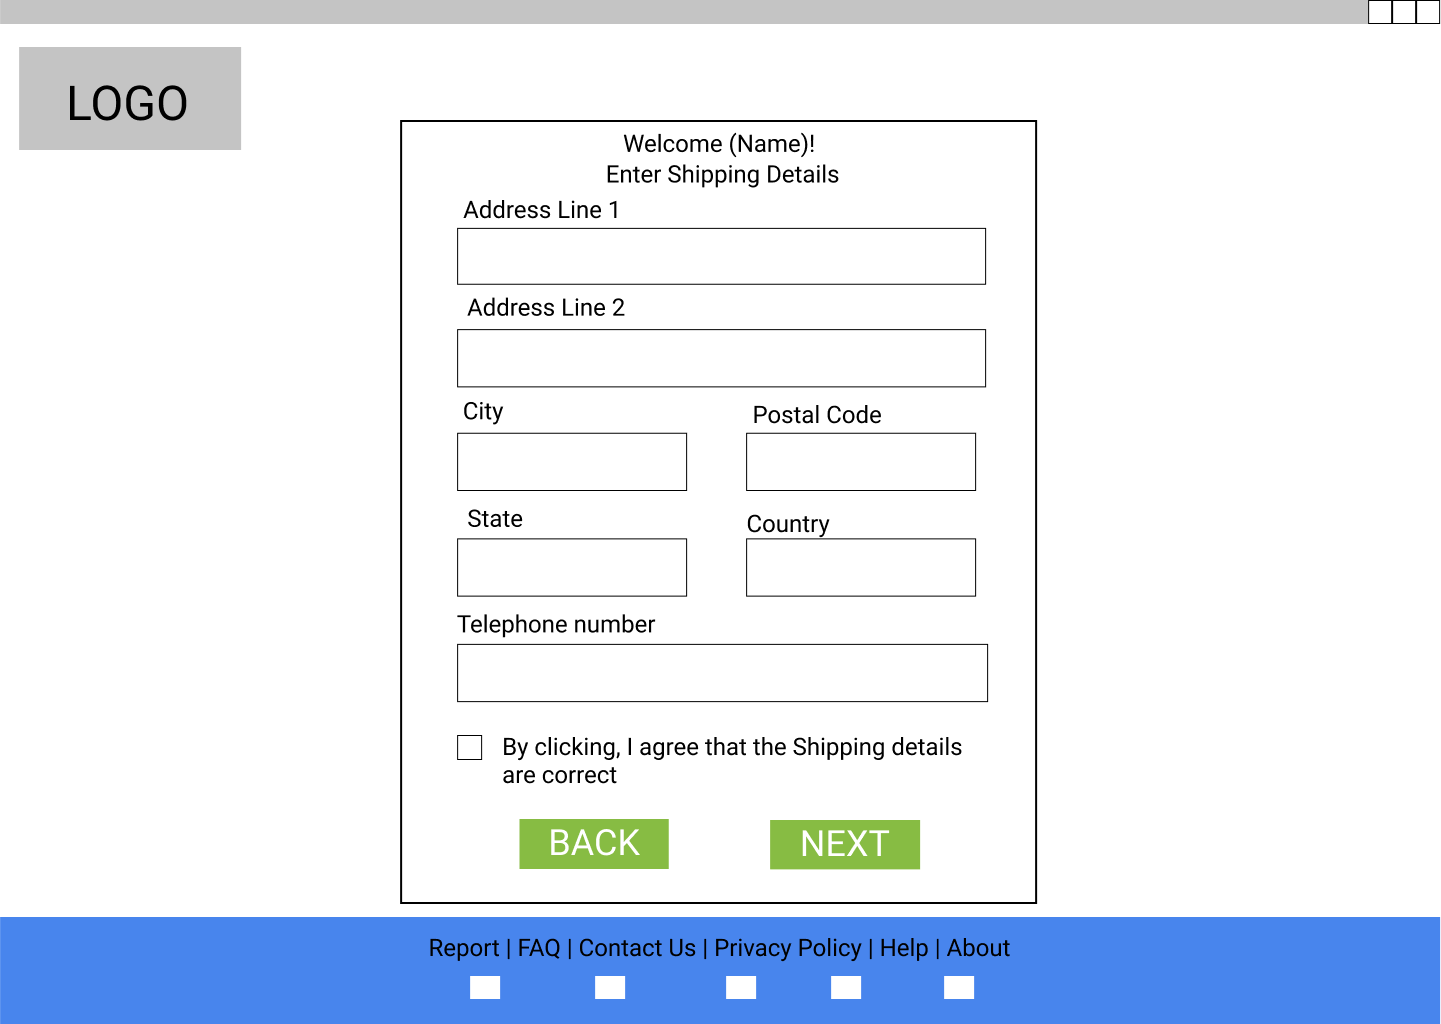 LOGO
Welcome (Name)!
Enter Shipping Details
Address Line 1
Address Line 2
City
Postal Code
State
Country
Telephone number
By clicking, I agree that the Shipping details
are correct
BACK
NEXT
Report | FAQ | Contact Us | Privacy Policy | Help | About